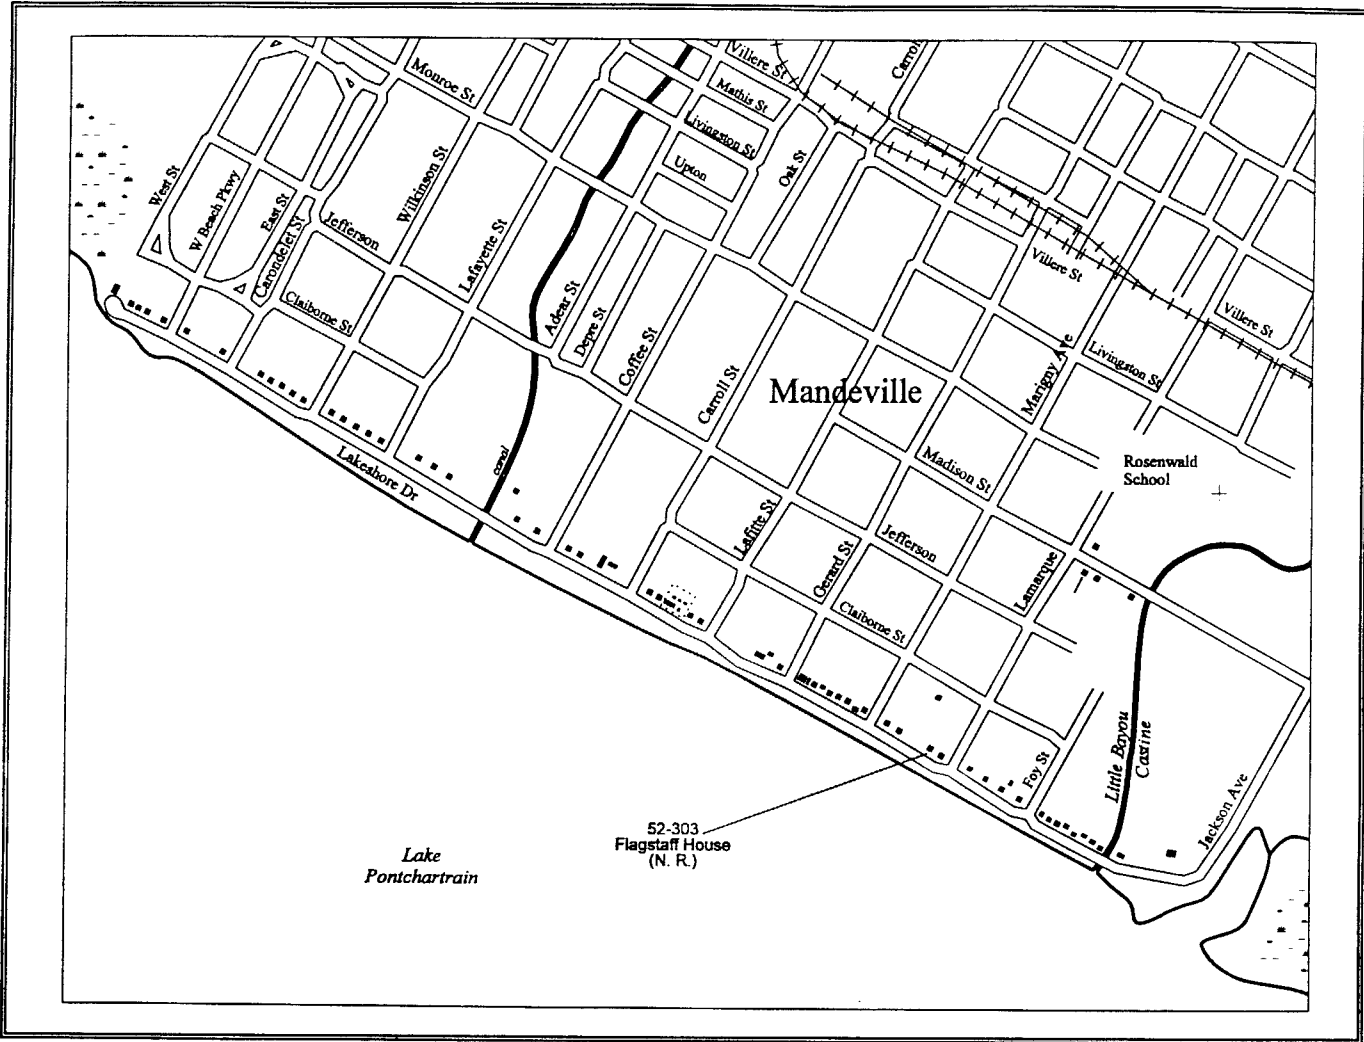 Villere St
Carroll
Monroe St
Mathis St
Livingston St
Upton
Oak St
West St
W Beach Pkwy
East St
Carondelet St
Jefferson
Wilkinson St
Lafayette St
Claiborne St
Adear St
Depre St
Coffee St
Carroll St
Mandeville
Villere St
Villere St
Livingston St
Marigny Ave
Rosenwald
School
Madison St
Lakeshore Dr
canal
Lafitte St
Gerard St
Jefferson
Lamarque
Claiborne St
Foy St
Little Bayou
Castine
Jackson Ave
52-303
Flagstaff House
(N. R.)
Lake
Pontchartrain